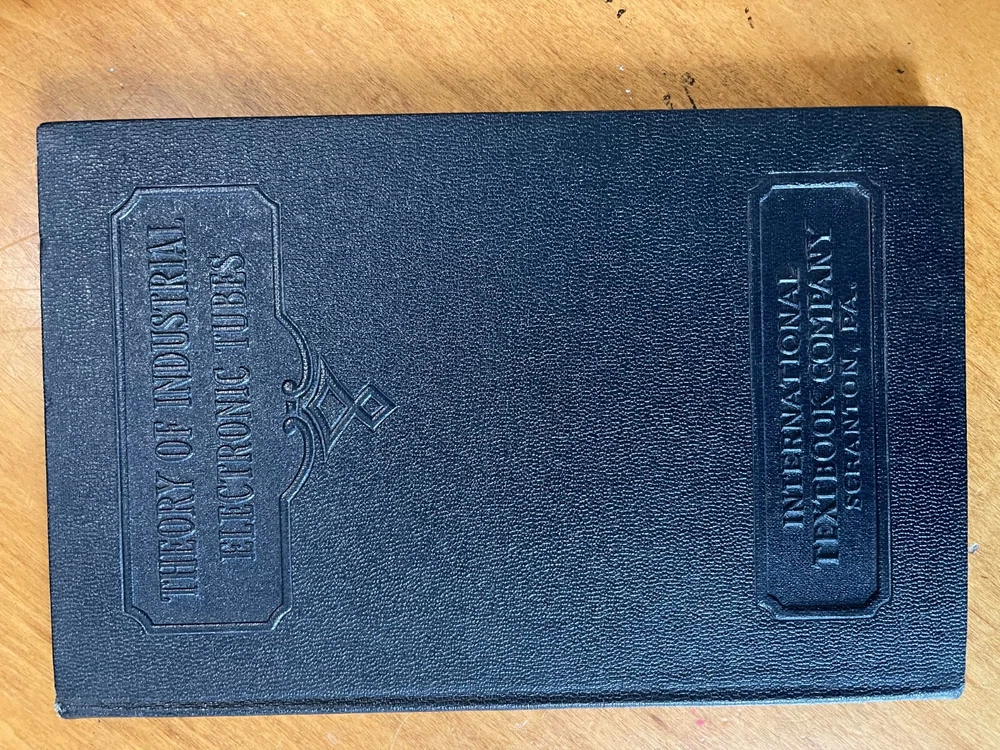 THEORY OF INDUSTRIAL
ELECTRONIC TUBES
INTERNATIONAL
TEXTBOOK COMPANY
SCRANTON, PA.